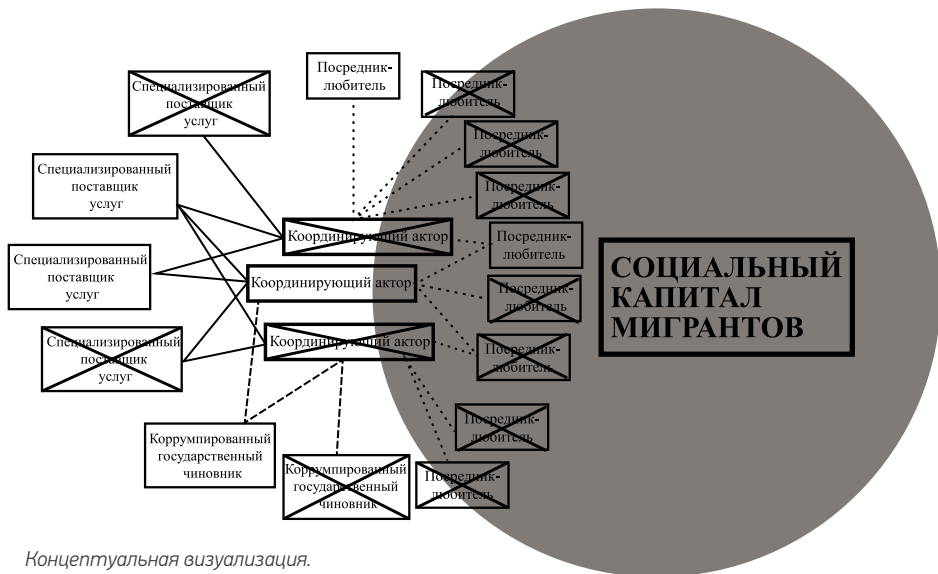 Посредник-
любитель
Специализированный
поставщик
услуг
Посредник-
любитель
Посредник-
любитель
Специализированный
поставщик
услуг
Посредник-
любитель
Координирующий актор
Посредник-
любитель
Специализированный
поставщик
услуг
Координирующий актор
Посредник-
любитель
СОЦИАЛЬНЫЙ
КАПИТАЛ
МИГРАНТОВ
Специализированный
поставщик
услуг
Координирующий актор
Посредник-
любитель
Посредник-
любитель
Коррумпированный
государственный
чиновник
Коррумпированный
государственный
чиновник
Посредник-
любитель
Концептуальная визуализация.